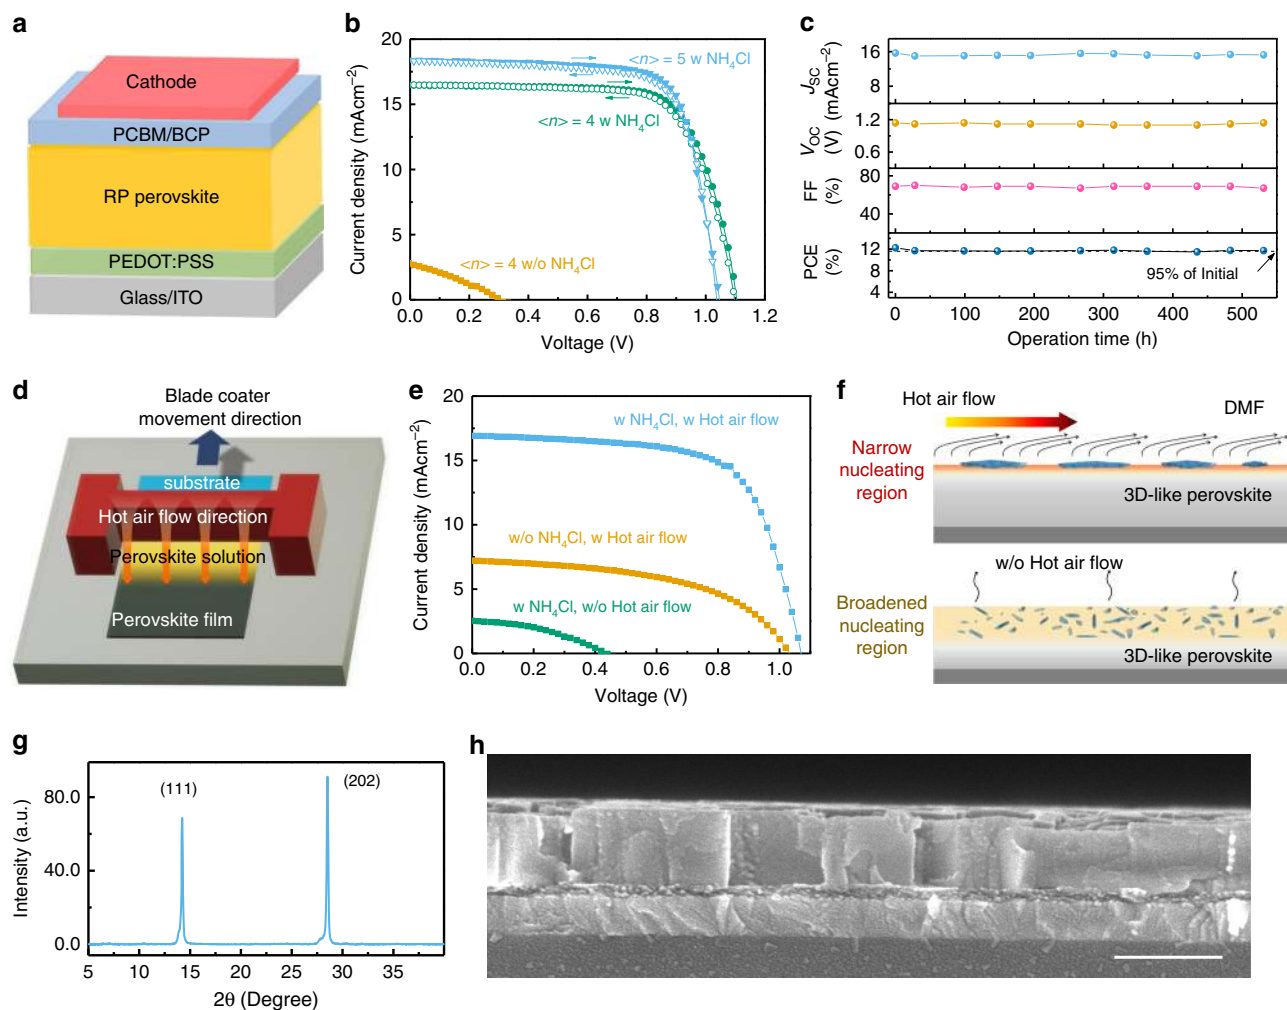 a
Cathode
PCBM/BCP
RP perovskite
PEDOT:PSS
Glass/ITO
b
Current density (mAcm⁻²)
20
15
10
5
0
0.0 0.2 0.4 0.6 0.8 1.0 1.2
Voltage (V)
<n> = 5 w NH₄Cl
<n> = 4 w NH₄Cl
<n> = 4 w/o NH₄Cl
c
J_SC
(mAcm⁻²)
16
8
V_OC
(V)
1.2
0.6
FF
(%)
80
40
PCE
(%)
12
8
4
95% of Initial
0 100 200 300 400 500
Operation time (h)
d
Blade coater
movement direction
substrate
Hot air flow direction
Perovskite solution
Perovskite film
e
Current density (mAcm⁻²)
20
15
10
5
0
0.0 0.2 0.4 0.6 0.8 1.0
Voltage (V)
w NH₄Cl, w Hot air flow
w/o NH₄Cl, w Hot air flow
w NH₄Cl, w/o Hot air flow
f
Hot air flow
DMF
Narrow
nucleating
region
3D-like perovskite
w/o Hot air flow
Broadened
nucleating
region
3D-like perovskite
g
Intensity (a.u.)
80.0
40.0
0.0
(111)
(202)
5 10 15 20 25 30 35
2θ (Degree)
h